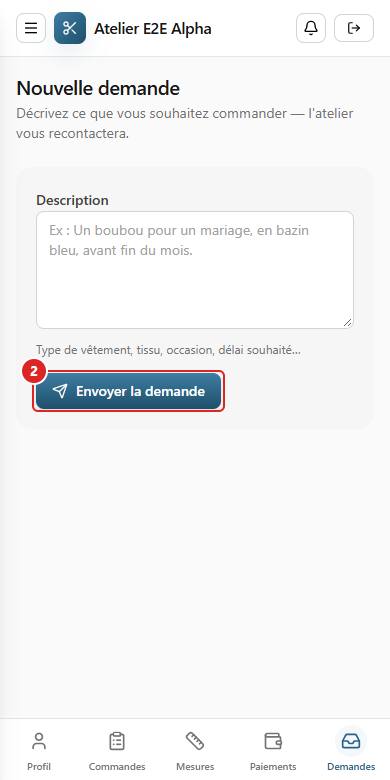 Atelier E2E Alpha
Nouvelle demande
Décrivez ce que vous souhaitez commander — l'atelier
vous recontactera.
Description
Ex : Un boubou pour un mariage, en bazin
bleu, avant fin du mois.
Type de vêtement, tissu, occasion, délai souhaité...
2
Envoyer la demande
Profil
Commandes
Mesures
Paiements
Demandes